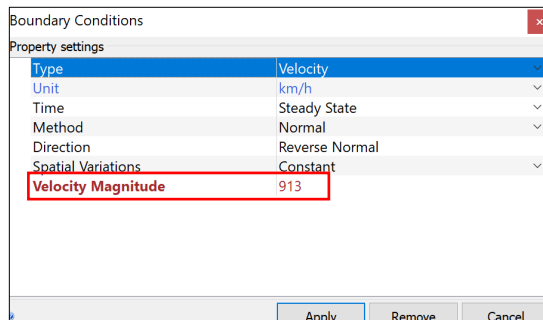 Boundary Conditions
Property settings
Type Velocity
Unit km/h
Time Steady State
Method Normal
Direction Reverse Normal
Spatial Variations Constant
Velocity Magnitude 913
Apply Remove Cancel